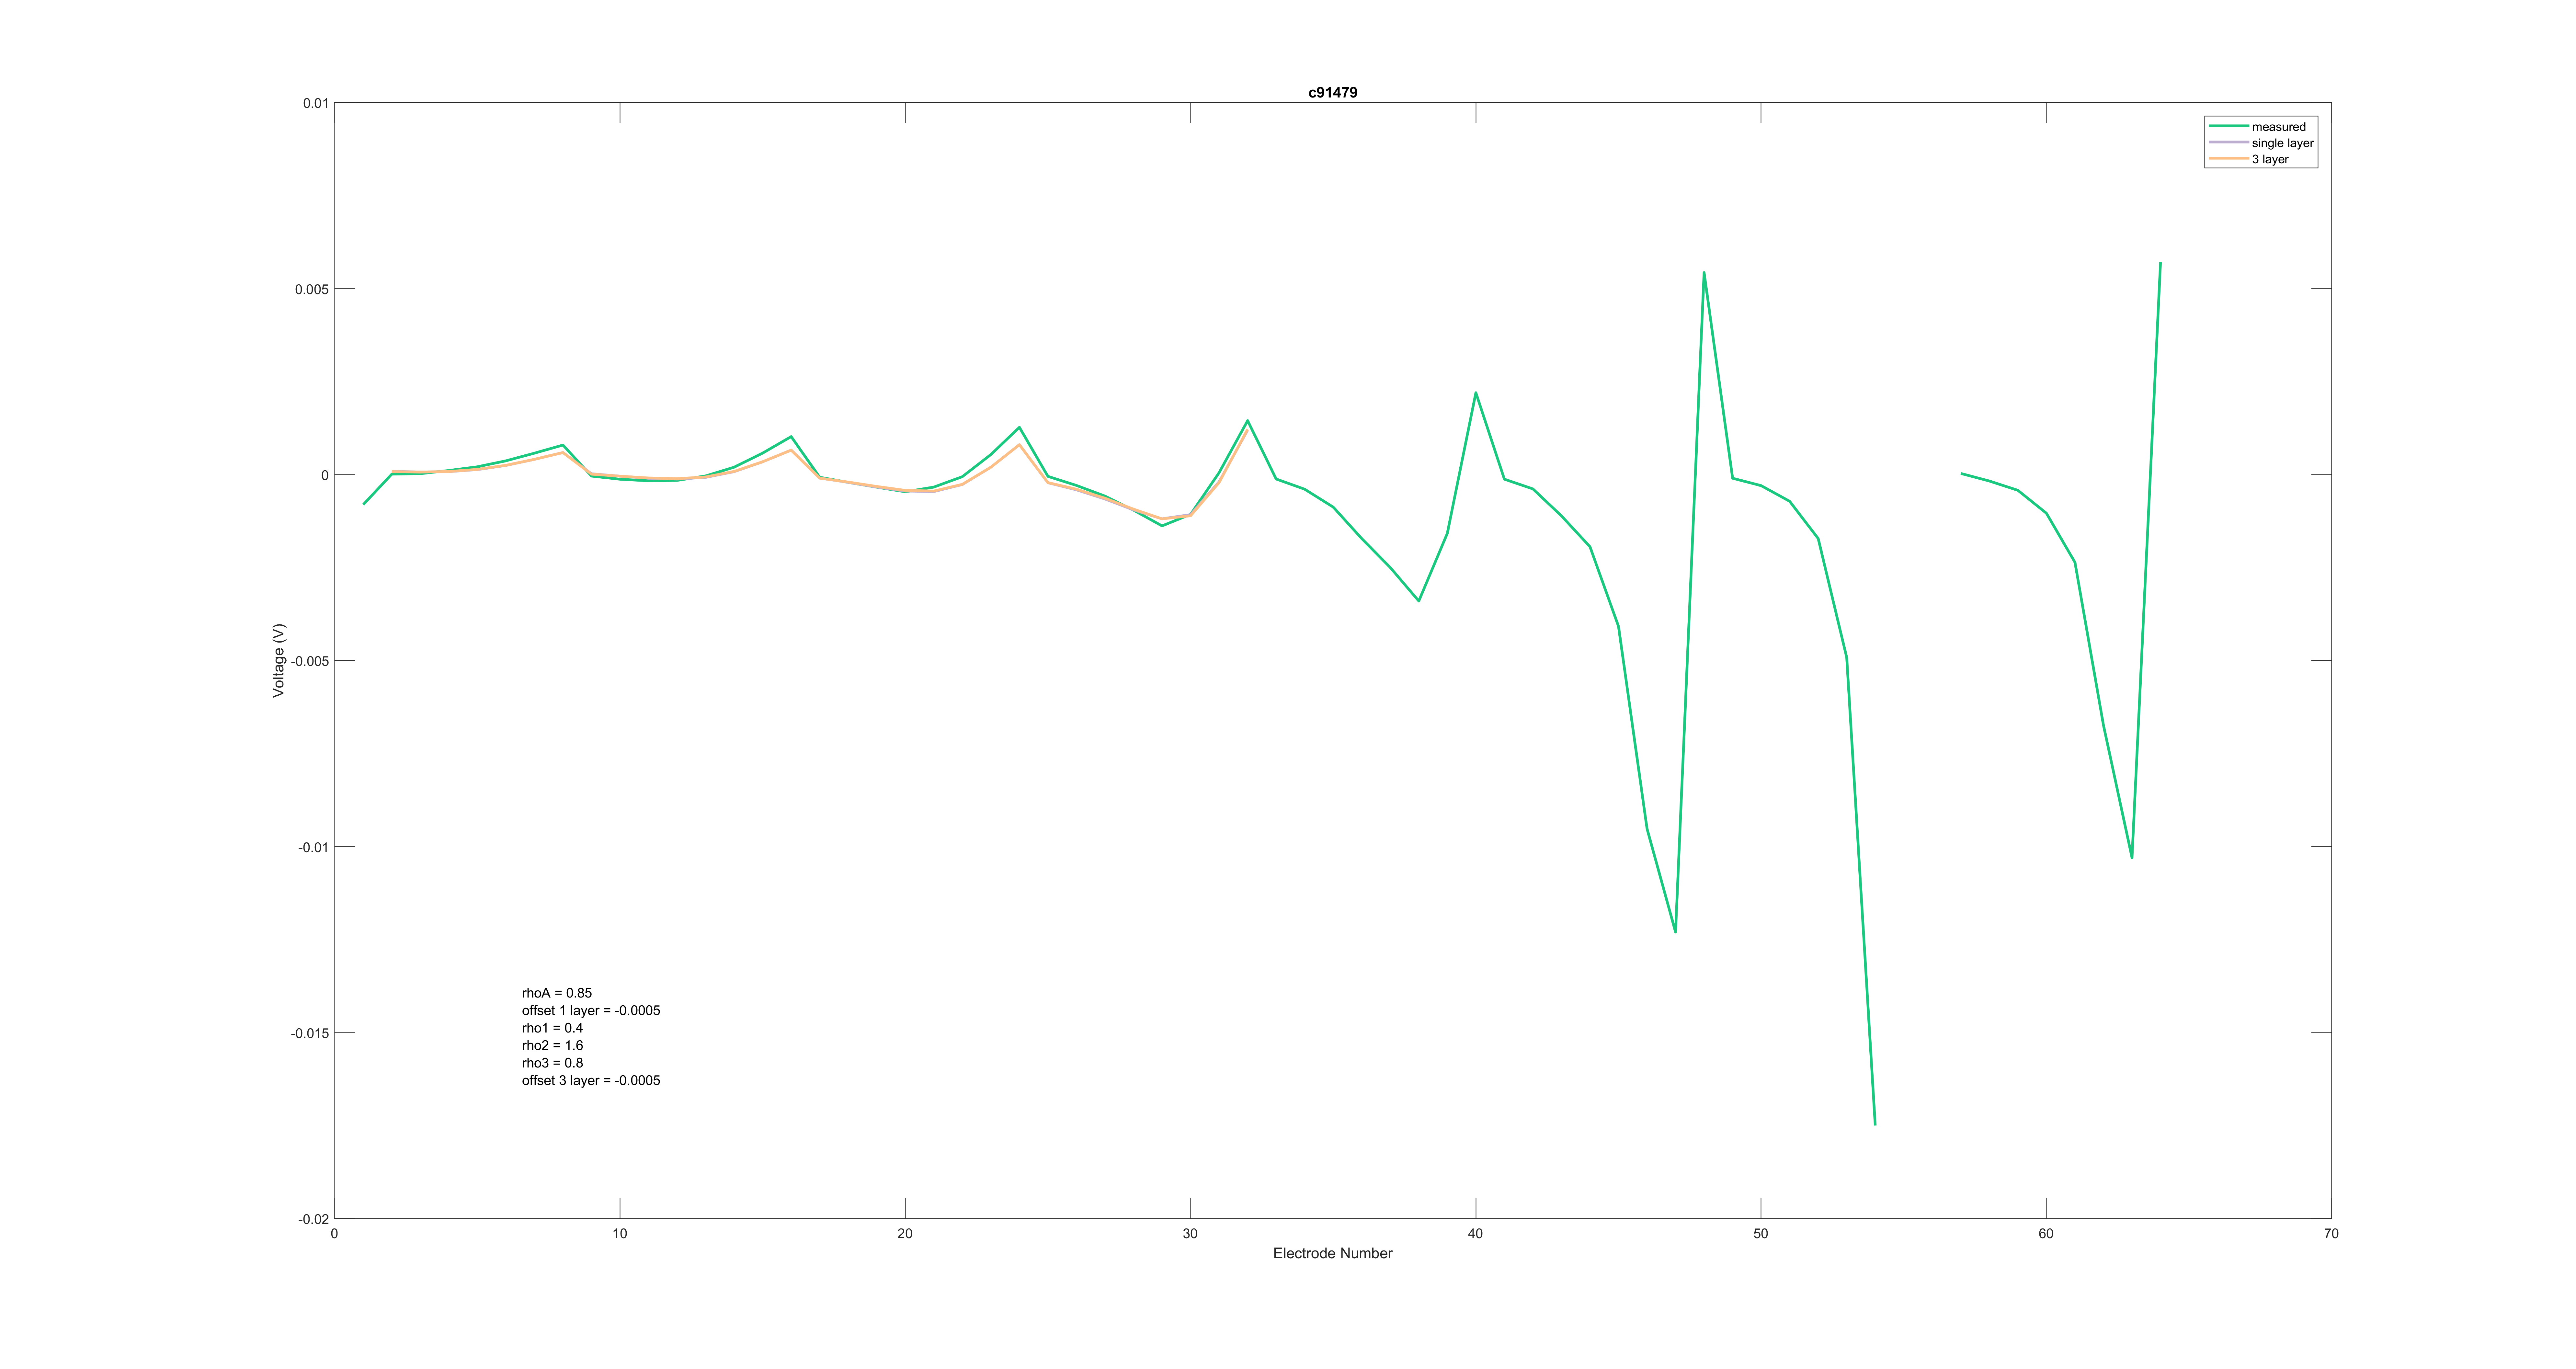 c91479
0.01
0.005
0
-0.005
-0.01
-0.015
-0.02
Voltage (V)
measured
single layer
3 layer
rhoA = 0.85
offset 1 layer = -0.0005
rho1 = 0.4
rho2 = 1.6
rho3 = 0.8
offset 3 layer = -0.0005
0 10 20 30 40 50 60 70
Electrode Number